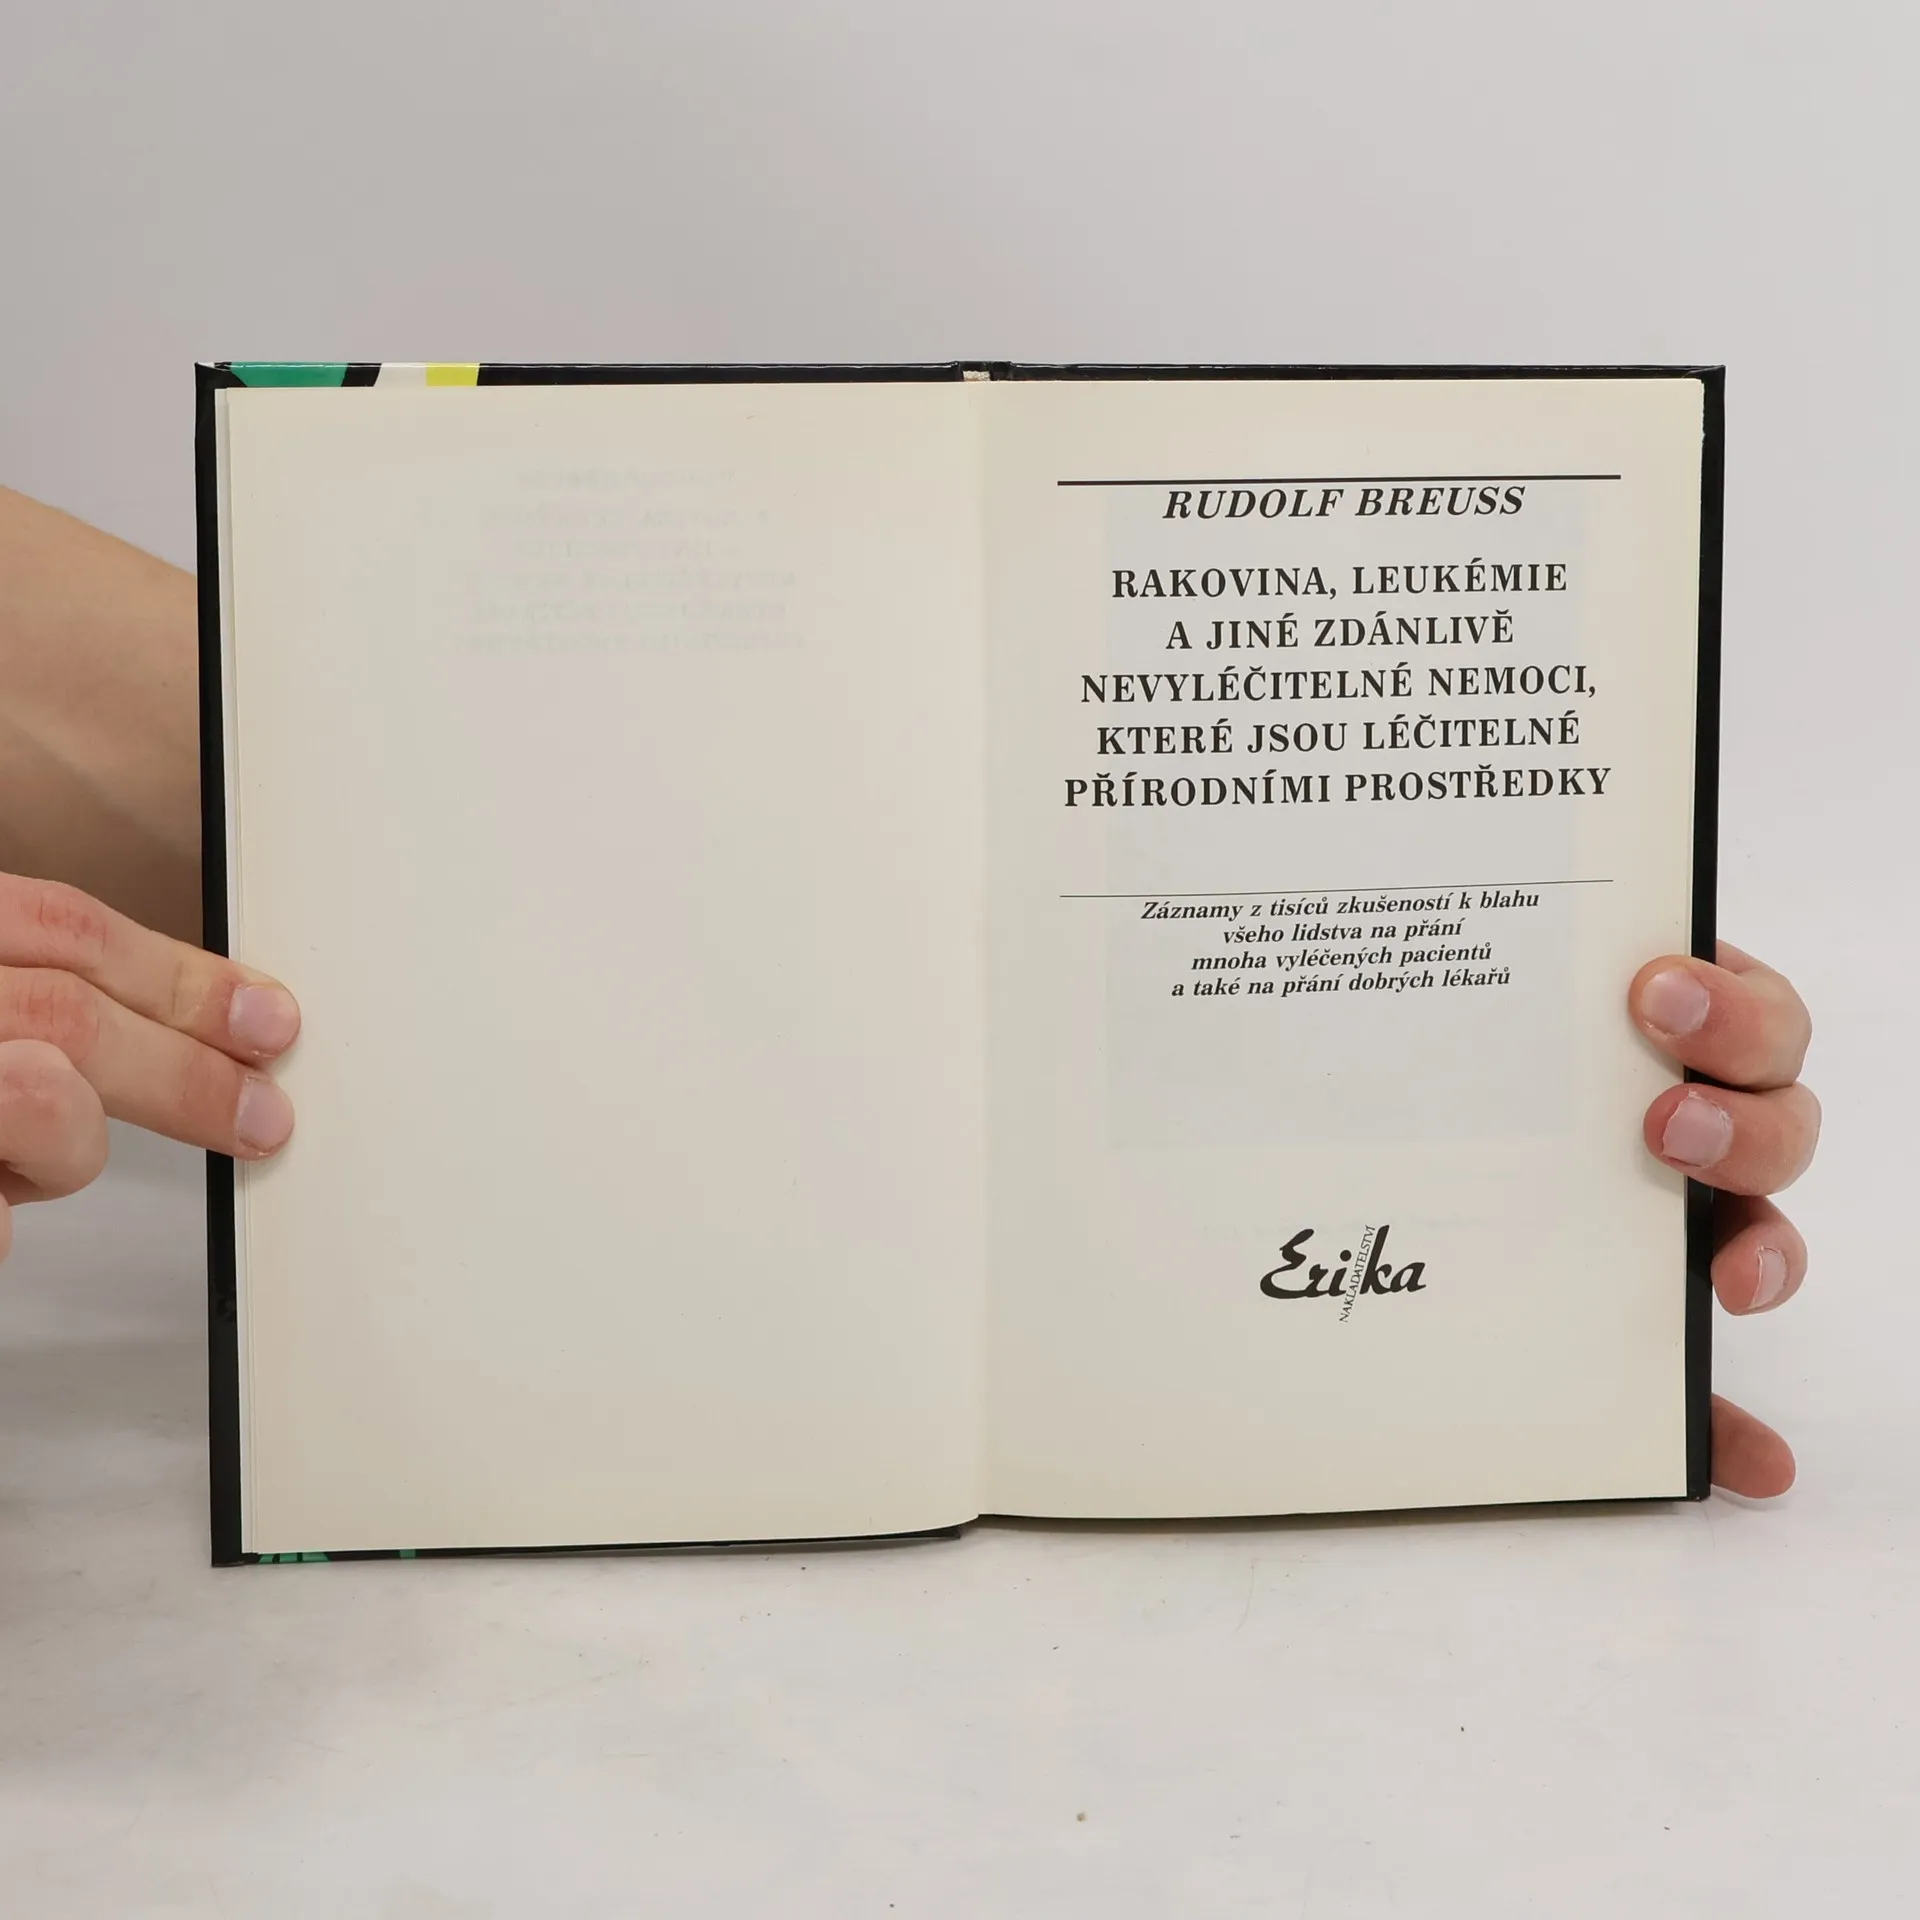 RUDOLF BREUSS
RAKOVINA, LEUKÉMIE
A JINÉ ZDÁNLIVĚ
NEVYLÉČITELNÉ NEMOCI,
KTERÉ JSOU LÉČITELNÉ
PŘÍRODNÍMI PROSTŘEDKY
Záznamy z tisíců zkušeností k blahu
všeho lidstva na přání
mnoha vyléčených pacientů
a také na přání dobrých lékařů
Erika
NAKLADATELSTVÍ